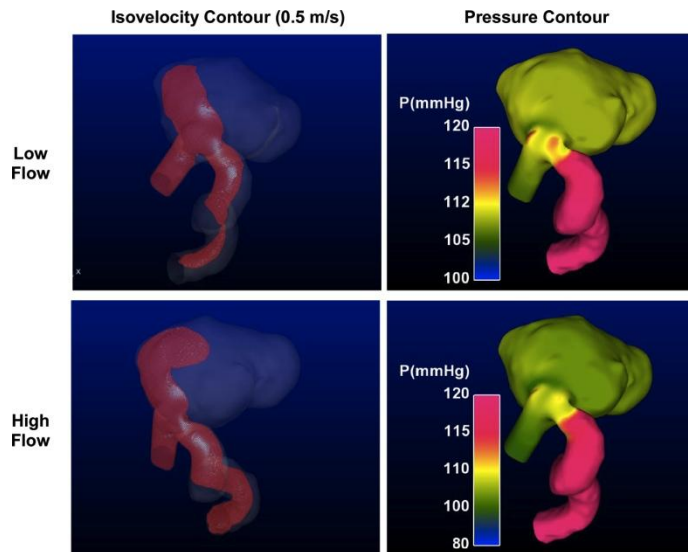 Isovelocity Contour (0.5 m/s) Pressure Contour
Low
Flow
x
P(mmHg)
120
115
112
105
100
High
Flow
P(mmHg)
120
115
110
100
80